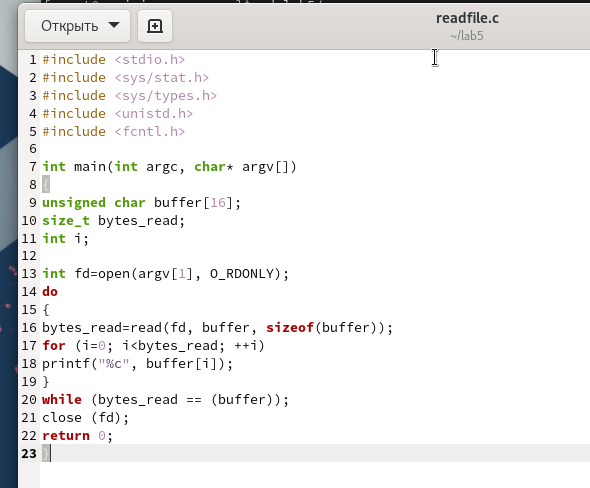 Открыть
readfile.c
~/lab5
1 #include <stdio.h>
2 #include <sys/stat.h>
3 #include <sys/types.h>
4 #include <unistd.h>
5 #include <fcntl.h>
6
7 int main(int argc, char* argv[])
8 {
9 unsigned char buffer[16];
10 size_t bytes_read;
11 int i;
12
13 int fd=open(argv[1], O_RDONLY);
14 do
15 {
16 bytes_read=read(fd, buffer, sizeof(buffer));
17 for (i=0; i<bytes_read; ++i)
18 printf("%c", buffer[i]);
19 }
20 while (bytes_read == (buffer));
21 close (fd);
22 return 0;
23 }